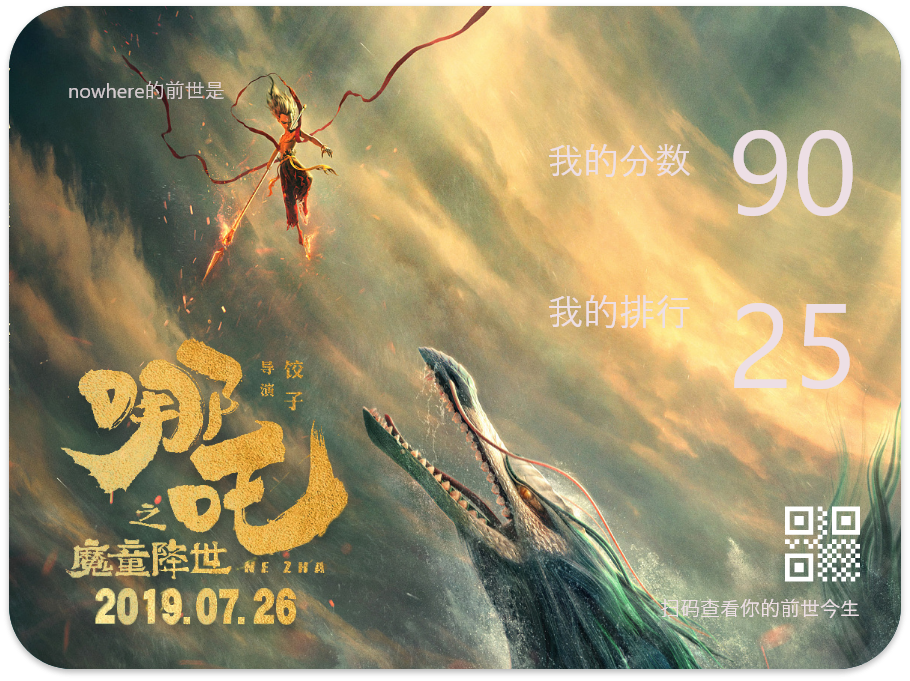 nowhere的前世是
我的分数 90
我的排行 25
导演 饺子
哪吒
之
魔童降世 NE ZHA
2019.07.26
扫码查看你的前世今生